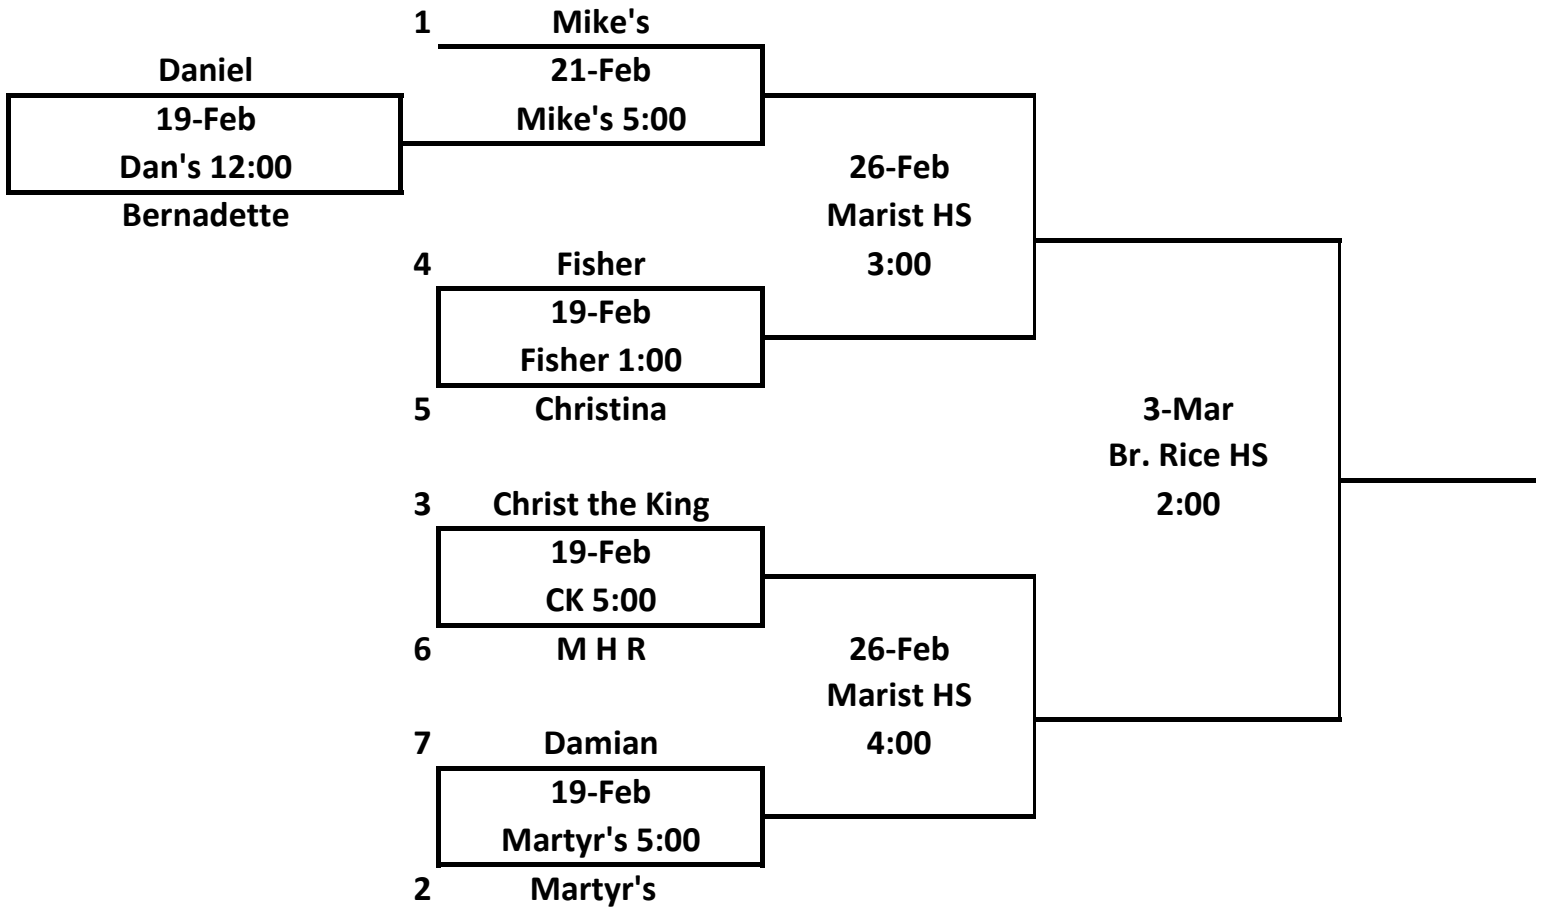 1 Mike's
Daniel
21-Feb
19-Feb
Mike's 5:00
Dan's 12:00
26-Feb
Bernadette
Marist HS
4 Fisher
3:00
19-Feb
Fisher 1:00
5 Christina
3-Mar
Br. Rice HS
3 Christ the King
2:00
19-Feb
CK 5:00
6 M H R
26-Feb
Marist HS
7 Damian
4:00
19-Feb
Martyr's 5:00
2 Martyr's